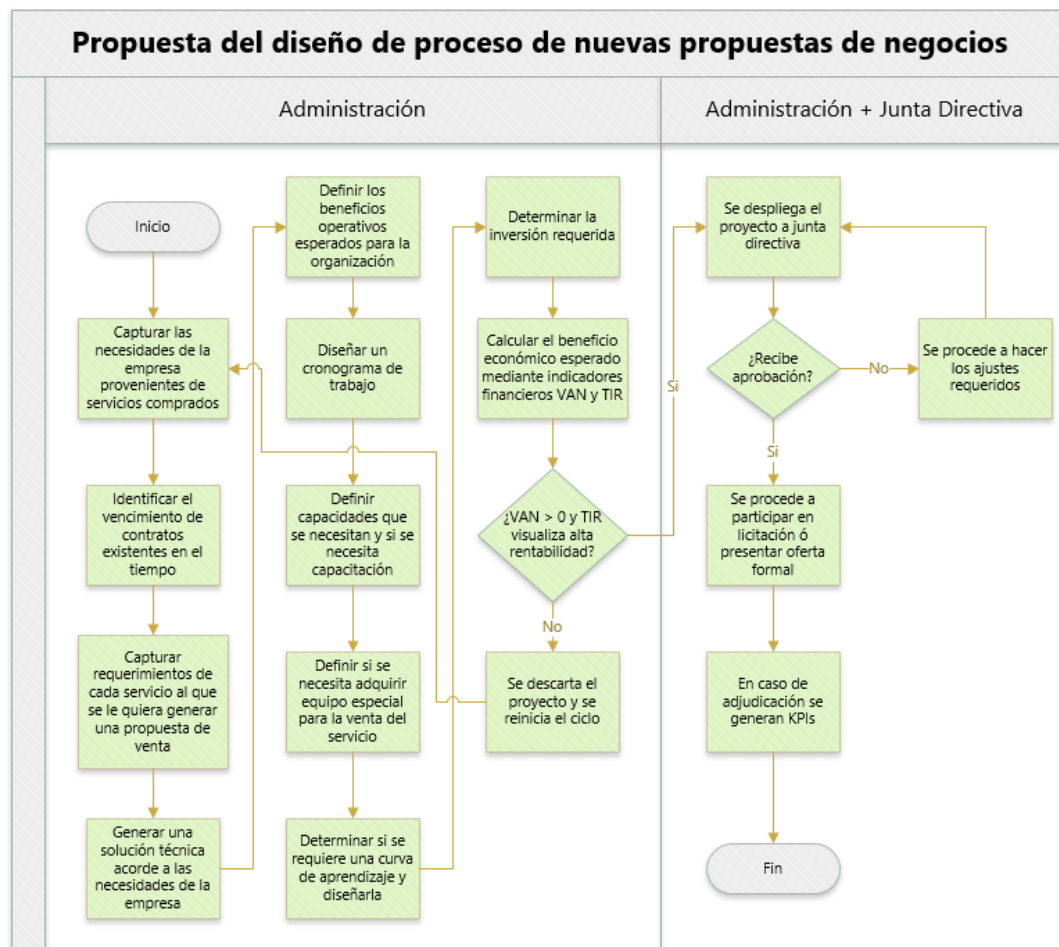 Propuesta del diseño de proceso de nuevas propuestas de negocios
Administración
Administración + Junta Directiva
Inicio
Capturar las
necesidades de la
empresa
provenientes de
servicios comprados
Identificar el
vencimiento de
contratos
existentes en el
tiempo
Capturar
requerimientos de
cada servicio al que
se le quiera generar
una propuesta de
venta
Generar una
solución técnica
acorde a las
necesidades de la
empresa
Definir los
beneficios
operativos
esperados para la
organización
Diseñar un
cronograma de
trabajo
Definir
capacidades que
se necesitan y si se
necesita
capacitación
Definir si se
necesita adquirir
equipo especial
para la venta del
servicio
Determinar si se
requiere una curva
de aprendizaje y
diseñarla
Determinar la
inversión requerida
Calcular el beneficio
económico esperado
mediante indicadores
financieros VAN y TIR
¿VAN > 0 y TIR
visualiza alta
rentabilidad?
Si
No
Se descarta el
proyecto y se
reinicia el ciclo
Se despliega el
proyecto a junta
directiva
¿Recibe
aprobación?
No
Se procede a hacer
los ajustes
requeridos
Si
Se procede a
participar en
licitación ó
presentar oferta
formal
En caso de
adjudicación se
generan KPIs
Fin